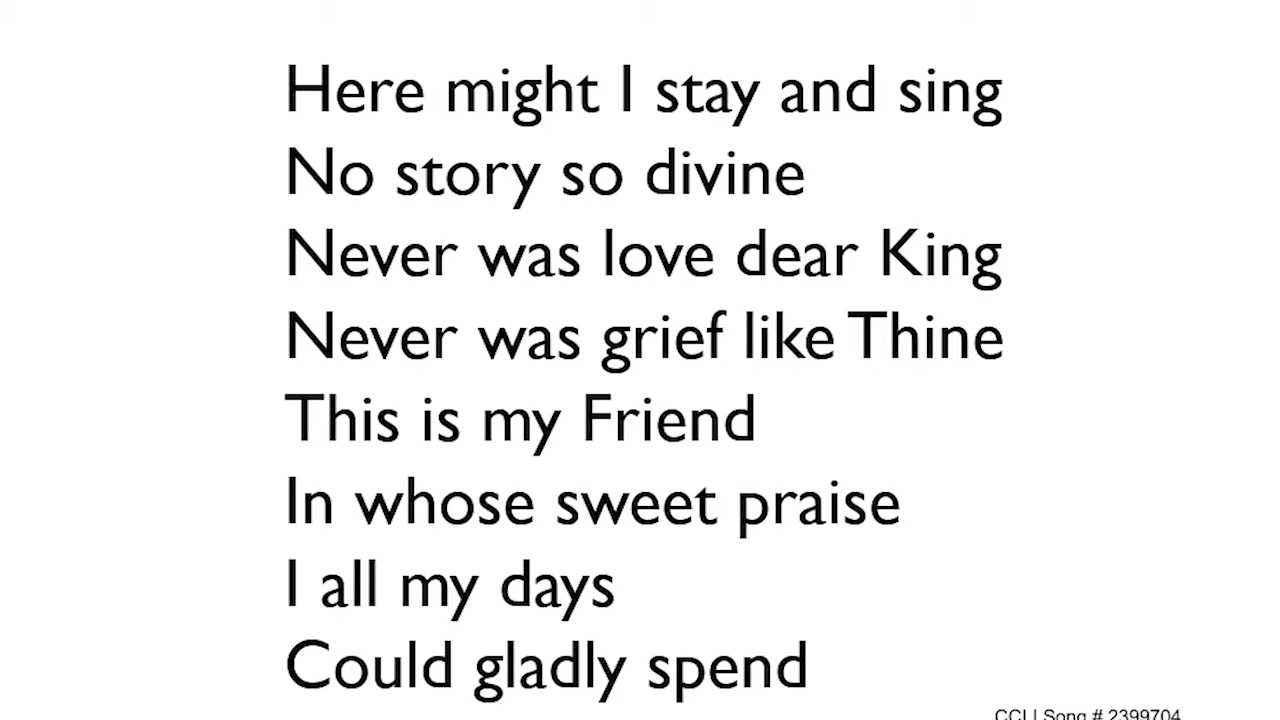 Here might I stay and sing
No story so divine
Never was love dear King
Never was grief like Thine
This is my Friend
In whose sweet praise
I all my days
Could gladly spend
CCLI Song # 2399704